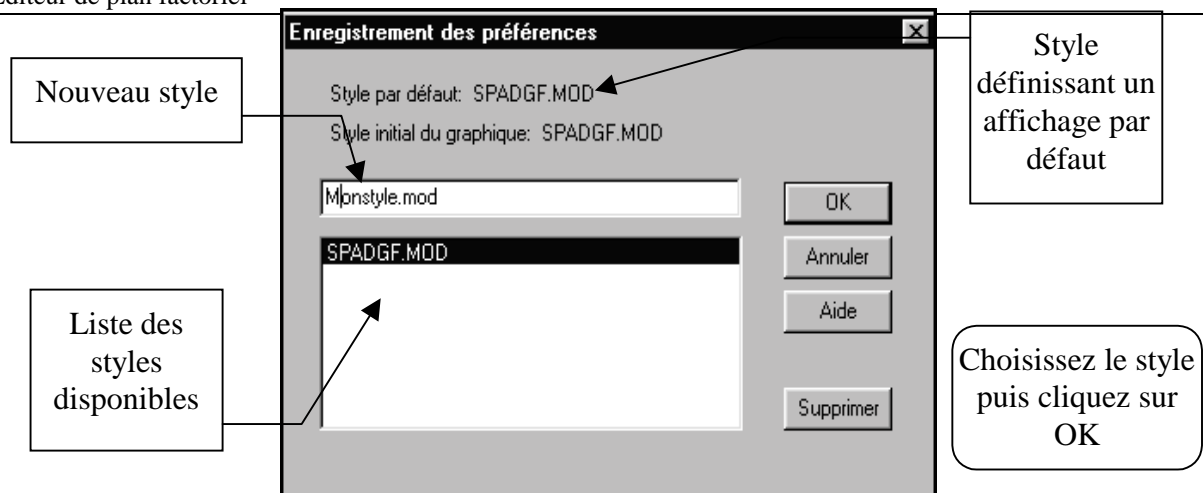 Editeur de plan factoriel
Enregistrement des préférences
Nouveau style
Style par défaut: SPADGF.MOD
Style initial du graphique: SPADGF.MOD
Style
définissant un
affichage par
défaut
Monstyle.mod
OK
SPADGF.MOD
Annuler
Aide
Supprimer
Liste des
styles
disponibles
Choisissez le style
puis cliquez sur
OK